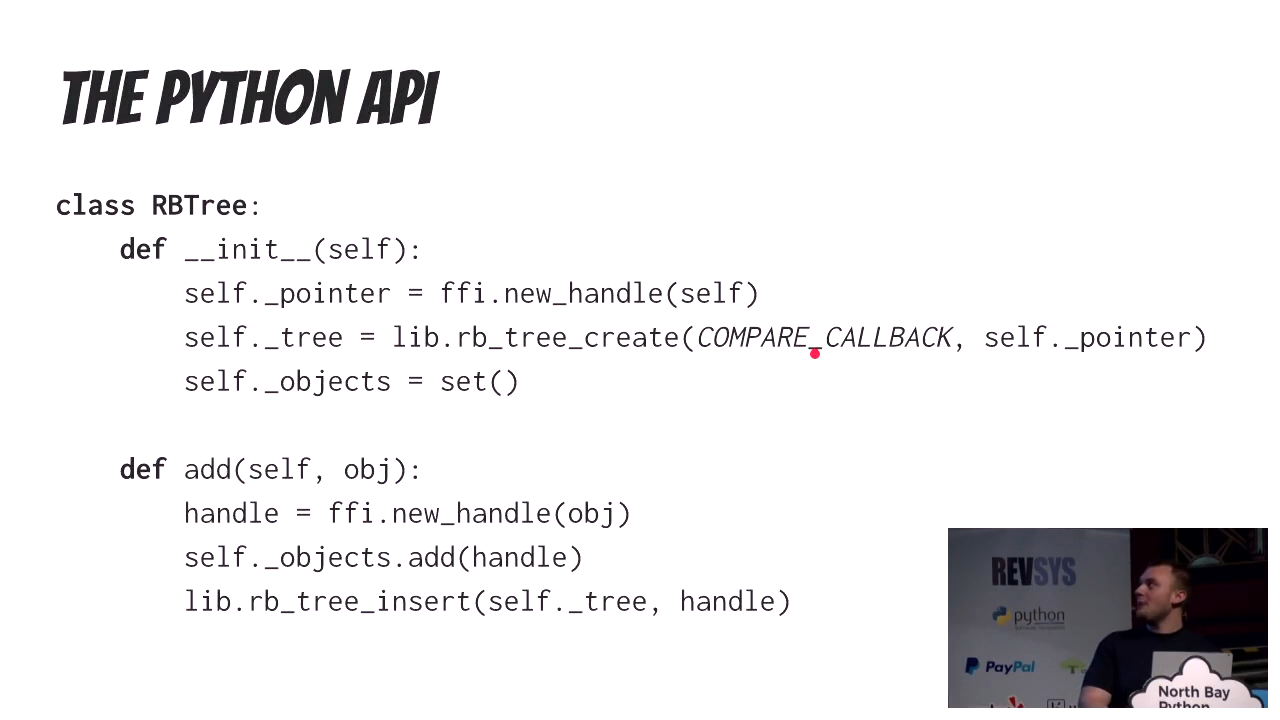 THE PYTHON API
class RBTree:
    def __init__(self):
        self._pointer = ffi.new_handle(self)
        self._tree = lib.rb_tree_create(COMPARE_CALLBACK, self._pointer)
        self._objects = set()
    def add(self, obj):
        handle = ffi.new_handle(obj)
        self._objects.add(handle)
        lib.rb_tree_insert(self._tree, handle)
REVSYS
python
PayPal
North Bay
Python